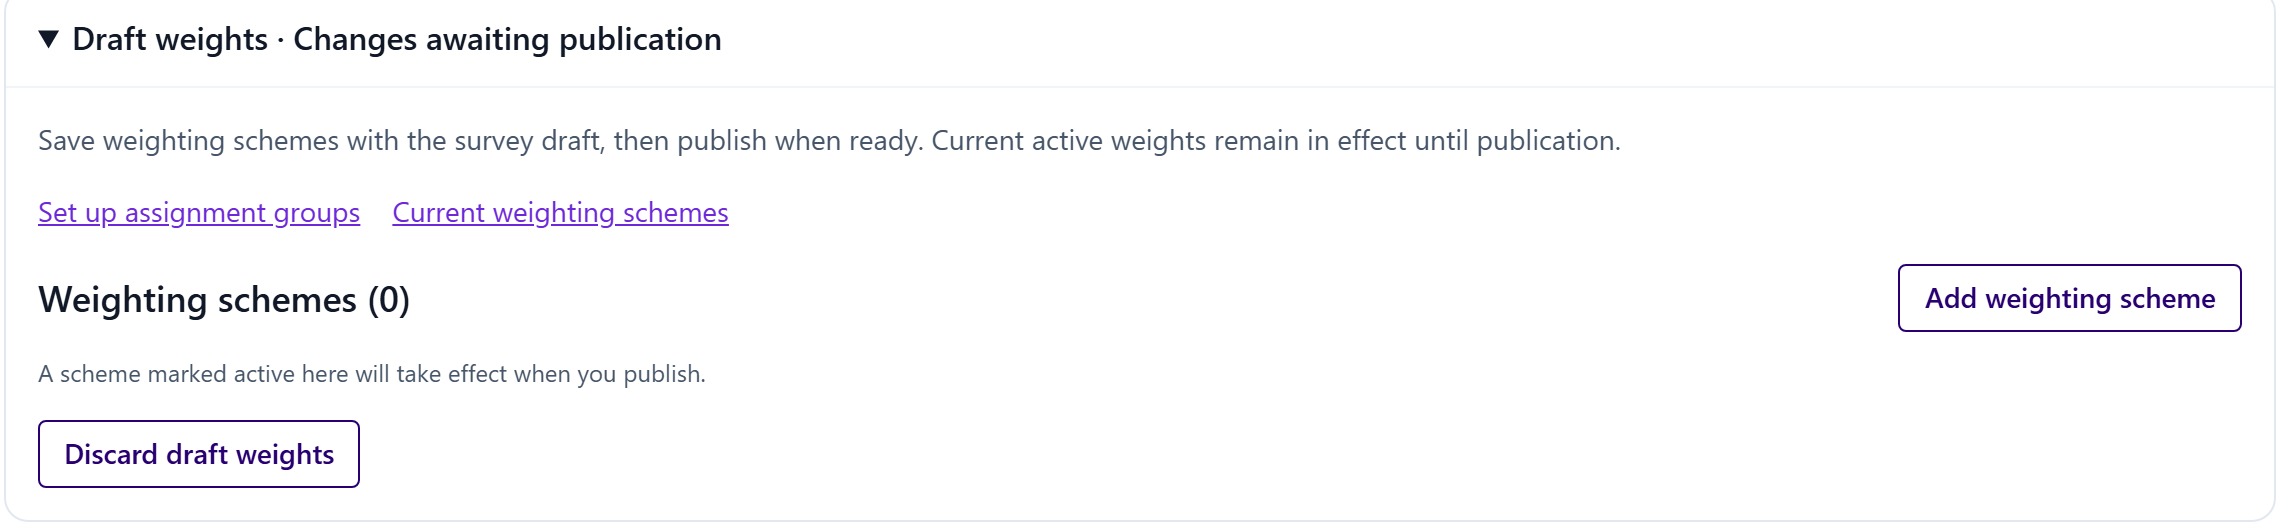 ▼ Draft weights · Changes awaiting publication
Save weighting schemes with the survey draft, then publish when ready. Current active weights remain in effect until publication.
Set up assignment groups Current weighting schemes
Weighting schemes (0) Add weighting scheme
A scheme marked active here will take effect when you publish.
Discard draft weights